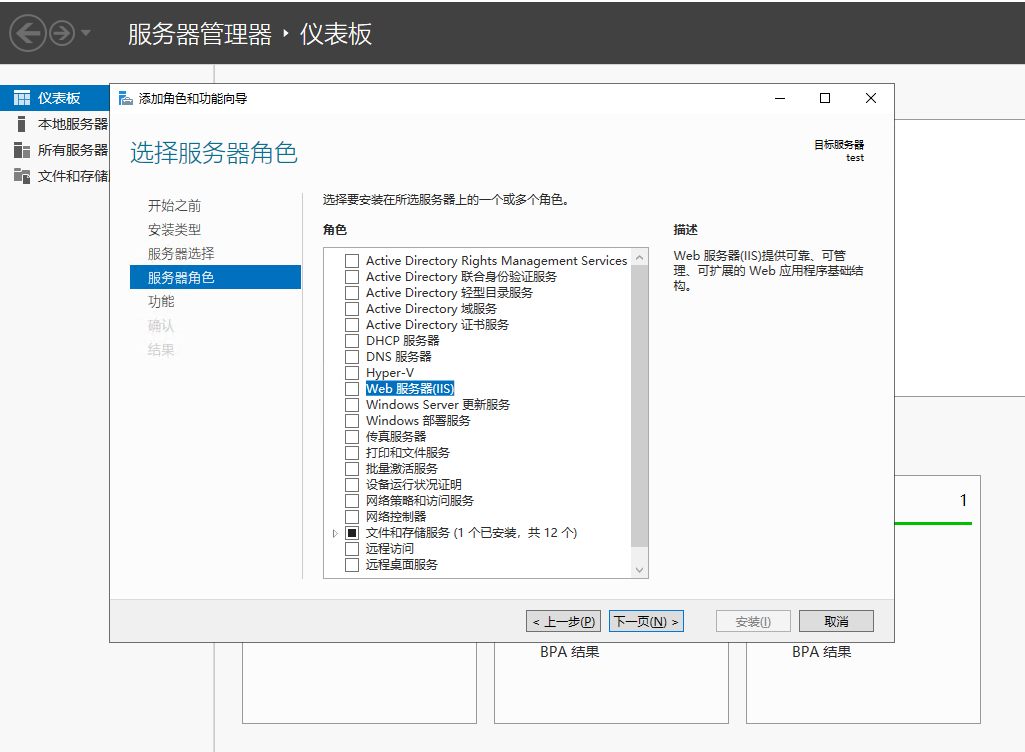 服务器管理器 ‣ 仪表板
仪表板
本地服务器
所有服务器
文件和存储
添加角色和功能向导
选择服务器角色
目标服务器
test
开始之前
安装类型
服务器选择
服务器角色
功能
确认
结果
选择要安装在所选服务器上的一个或多个角色。
角色
Active Directory Rights Management Services
Active Directory 联合身份验证服务
Active Directory 轻型目录服务
Active Directory 域服务
Active Directory 证书服务
DHCP 服务器
DNS 服务器
Hyper-V
Web 服务器(IIS)
Windows Server 更新服务
Windows 部署服务
传真服务器
打印和文件服务
批量激活服务
设备运行状况证明
网络策略和访问服务
网络控制器
文件和存储服务 (1 个已安装，共 12 个)
远程访问
远程桌面服务
描述
Web 服务器(IIS)提供可靠、可管
理、可扩展的 Web 应用程序基础结
构。
< 上一步(P)
下一页(N) >
安装(I)
取消
1
BPA 结果
BPA 结果